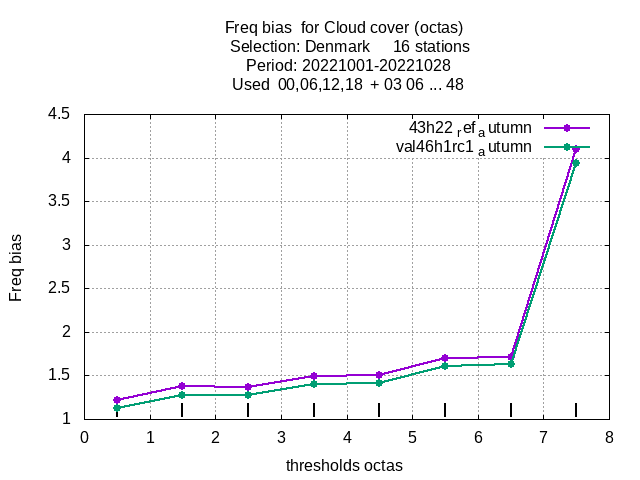 Freq bias  for Cloud cover (octas)
Selection: Denmark     16 stations
Period: 20221001-20221028
Used  00,06,12,18  + 03 06 ... 48
43h22 ref autumn
val46h1rc1 autumn
4.5
4
3.5
3
2.5
2
1.5
1
Freq bias
0 1 2 3 4 5 6 7 8
thresholds octas